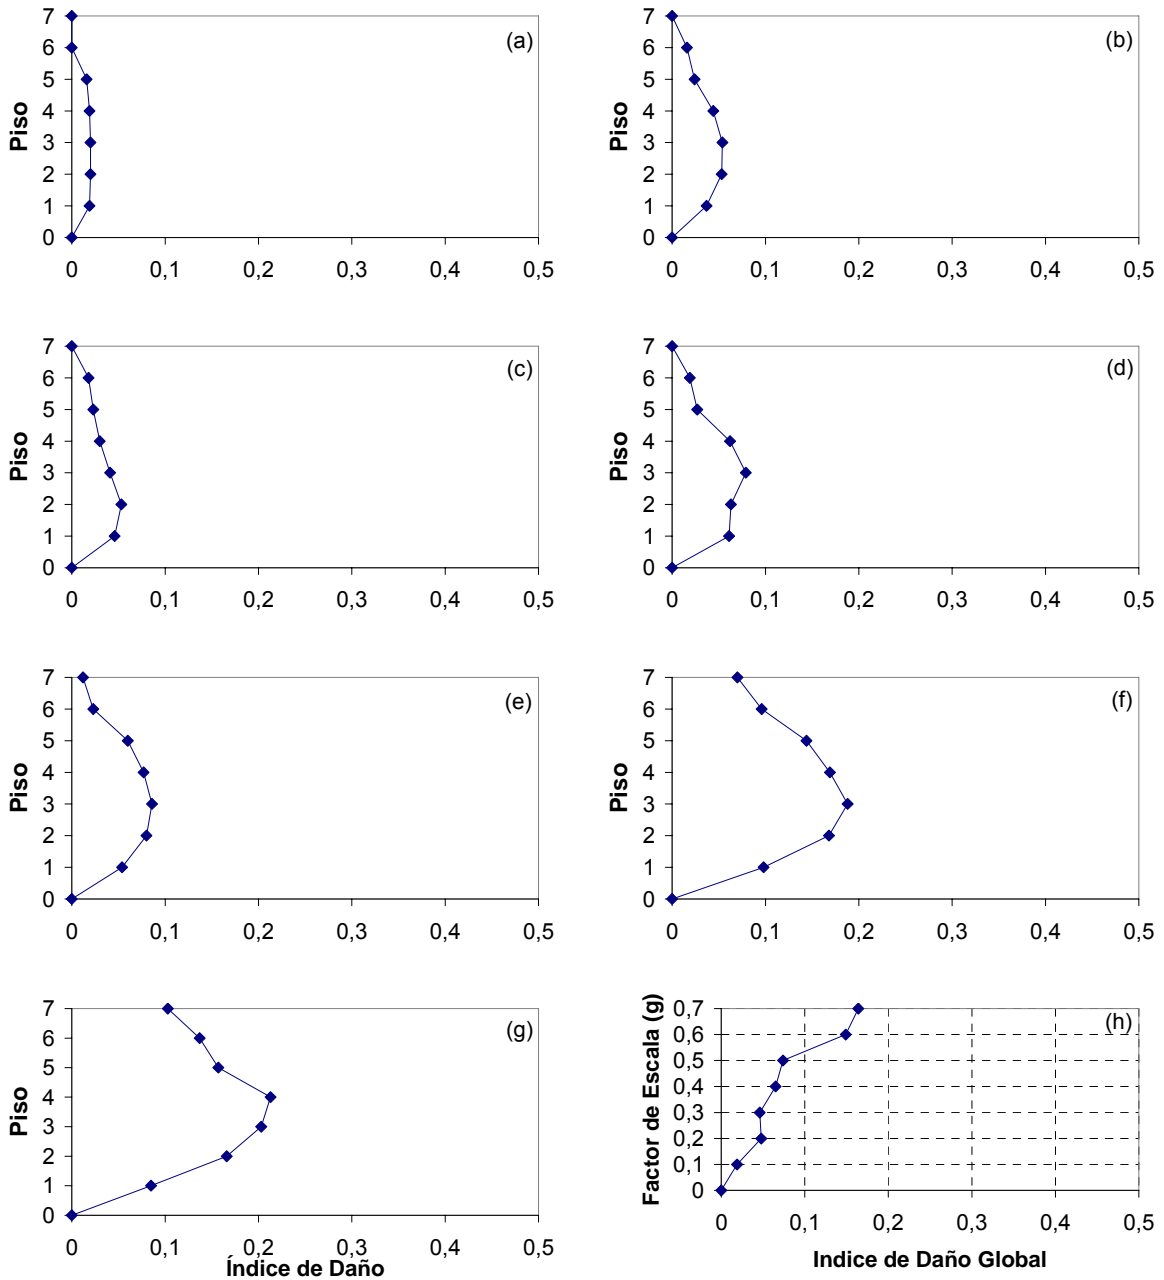 (a)
Piso
7
6
5
4
3
2
1
0
0 0,1 0,2 0,3 0,4 0,5
(b)
Piso
7
6
5
4
3
2
1
0
0 0,1 0,2 0,3 0,4 0,5
(c)
Piso
7
6
5
4
3
2
1
0
0 0,1 0,2 0,3 0,4 0,5
(d)
Piso
7
6
5
4
3
2
1
0
0 0,1 0,2 0,3 0,4 0,5
(e)
Piso
7
6
5
4
3
2
1
0
0 0,1 0,2 0,3 0,4 0,5
(f)
Piso
7
6
5
4
3
2
1
0
0 0,1 0,2 0,3 0,4 0,5
(g)
Piso
7
6
5
4
3
2
1
0
0 0,1 0,2 0,3 0,4 0,5
Índice de Daño
(h)
Factor de Escala (g)
0,7
0,6
0,5
0,4
0,3
0,2
0,1
0
0 0,1 0,2 0,3 0,4 0,5
Indice de Daño Global